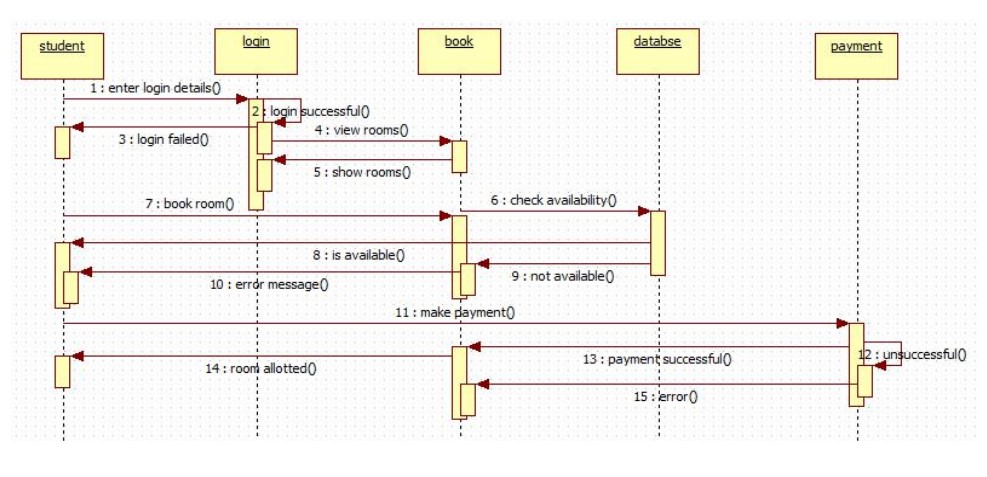 student
login
book
databse
payment
1 : enter login details()
2 : login successful()
3 : login failed()
4 : view rooms()
5 : show rooms()
6 : check availability()
7 : book room()
8 : is available()
9 : not available()
10 : error message()
11 : make payment()
12 : unsuccessful()
13 : payment successful()
14 : room allotted()
15 : error()